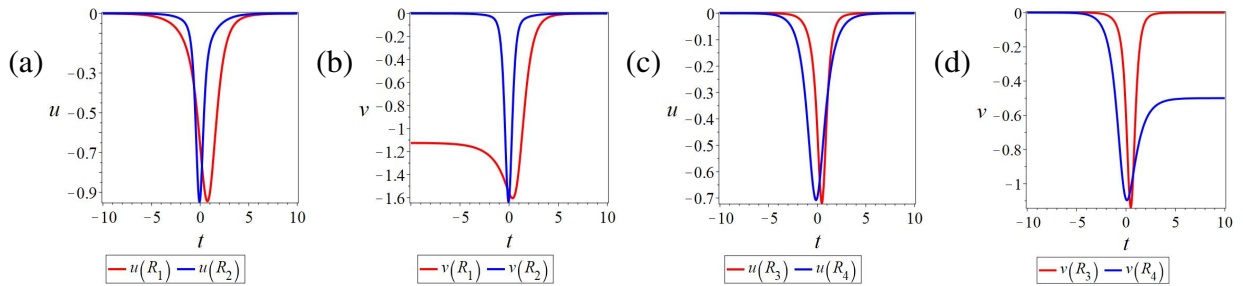 (a)
0
−0.3
u
−0.5
−0.7
−0.9
−10 −5 0 5 10
t
u(R₁) u(R₂)
(b)
0
−0.2
−0.4
−0.6
v −0.8
−1
−1.2
−1.4
−1.6
−5 0 5 10
t
v(R₁) v(R₂)
(c)
0
−0.1
−0.2
−0.3
u
−0.4
−0.5
−0.6
−0.7
−10 −5 0 5 10
t
u(R₃) u(R₄)
(d)
0
−0.2
−0.4
v −0.6
−0.8
−1
−10 −5 0 5 10
t
v(R₃) v(R₄)